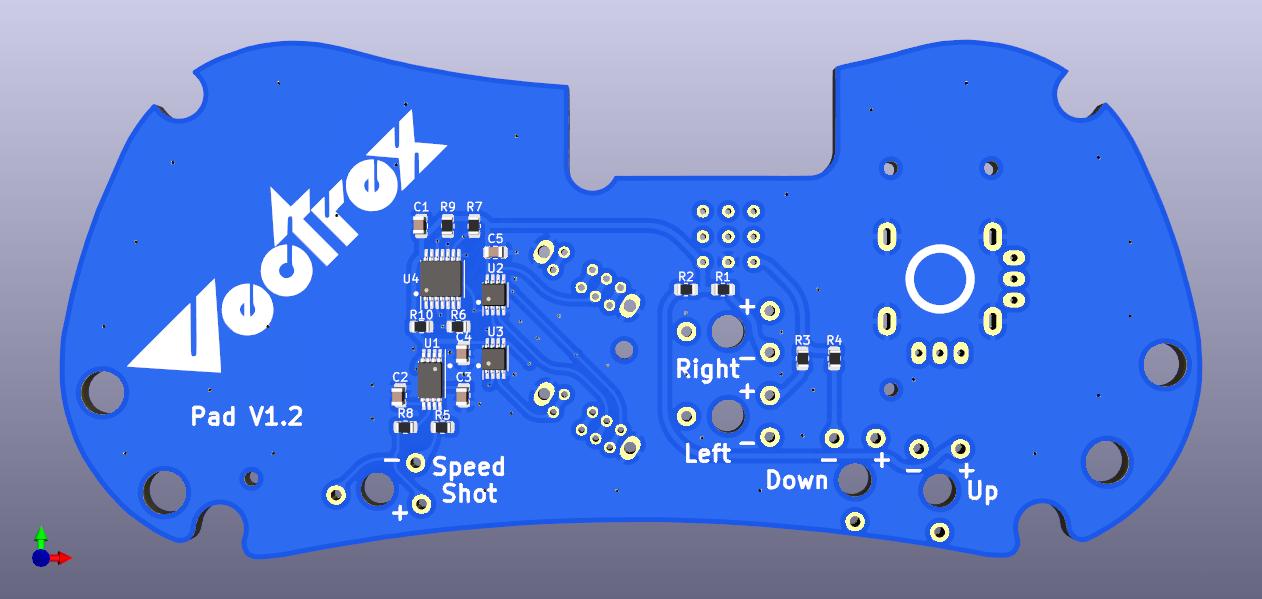 Vectrex
C1 R9 R7
C5
U4
U2
R2 R1
+
R10 R6
U3
C4
U1
R3 R4
−
Right
C2 C3
+
Pad V1.2
R8 R5
−
Left
− Speed
Shot
+
− +
Down
− +
Up